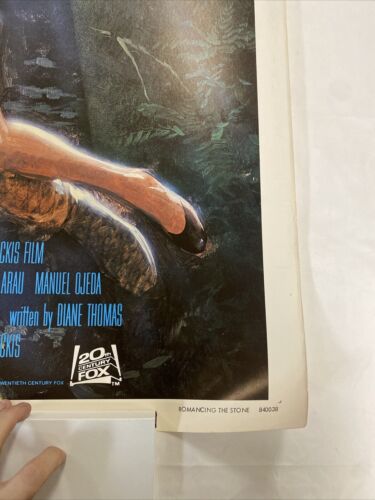 CKIS FILM
ARAU MANUEL OJEDA
written by DIANE THOMAS
CKIS
WENTIETH CENTURY FOX
20th
CENTURY
FOX
TM
ROMANCING THE STONE 840038